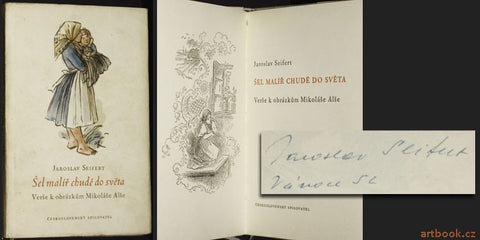 JAROSLAV SEIFERT
Šel malíř chudě do světa
Verše k obrázkům Mikoláše Alše
ČESKOSLOVENSKÝ SPISOVATEL
Jaroslav Seifert
ŠEL MALÍŘ CHUDĚ DO SVĚTA
Verše k obrázkům Mikoláše Alše
ČESKOSLOVENSKÝ SPISOVATEL
Jaroslav Seifert
Vánoce
artbook.cz